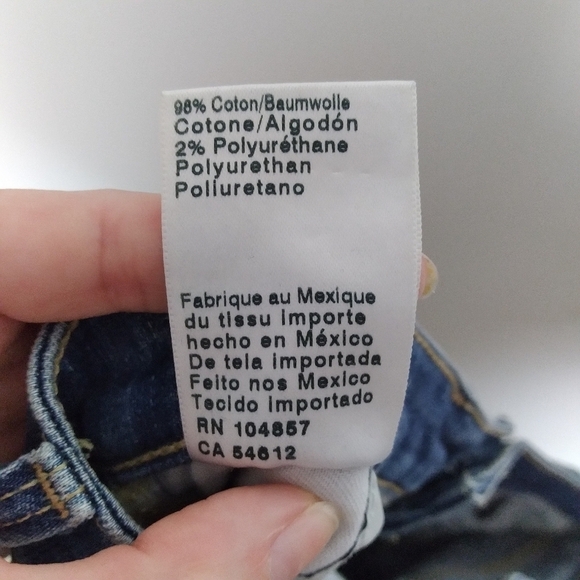 98% Coton/Baumwolle
Cotone/Algodón
2% Polyuréthane
Polyurethan
Poliuretano
Fabrique au Mexique
du tissu importe
hecho en México
De tela importada
Feito nos Mexico
Tecido importado
RN 104857
CA 54612